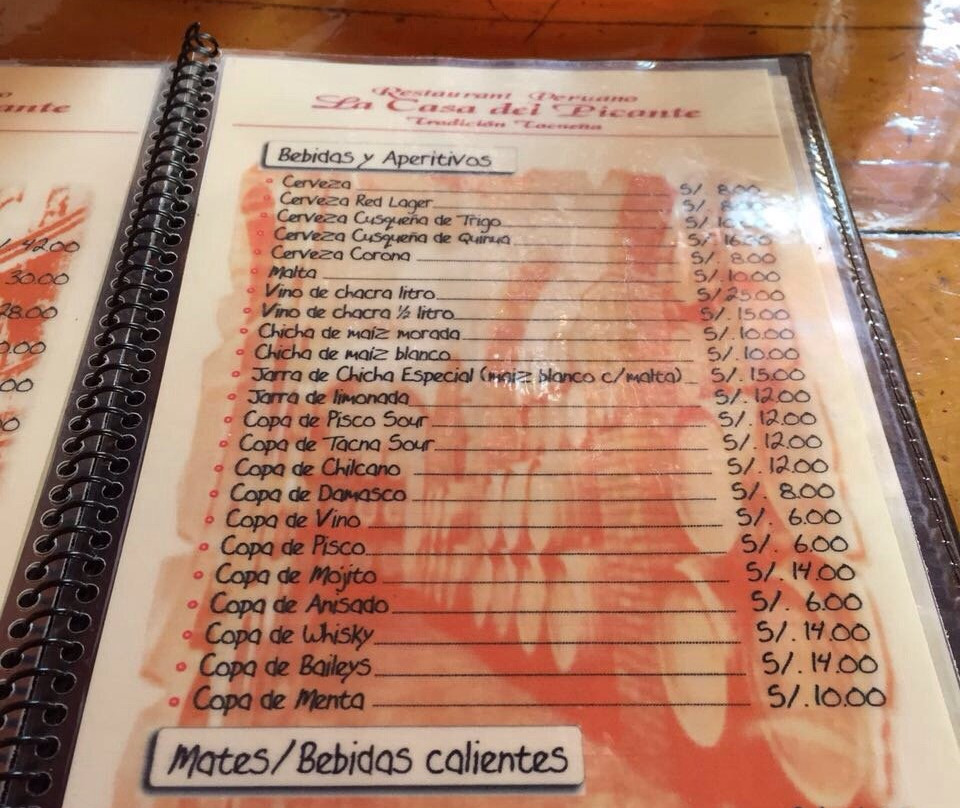 Restaurant Peruano
La Casa del Picante
Tradición Tacneña
icante
42.00
30.00
28.00
Bebidas y Aperitivos
Cerveza S/. 8.00
Cerveza Red Lager S/. 8.00
Cerveza Cusqueña de Trigo S/.
Cerveza Cusqueña de Quinua S/.
Cerveza Corona S/. 8.00
Malta S/. 10.00
Vino de chacra litro S/. 25.00
Vino de chacra ½ litro S/. 15.00
Chicha de maíz morada S/. 10.00
Chicha de maíz blanco S/. 10.00
Jarra de Chicha Especial (maiz blanco c/malta) S/. 15.00
Jarra de limonada S/. 12.00
Copa de Pisco Sour S/. 12.00
Copa de Tacna Sour S/. 12.00
Copa de Chilcano S/. 12.00
Copa de Damasco S/. 8.00
Copa de Vino S/. 6.00
Copa de Pisco S/. 6.00
Copa de Mojito S/. 14.00
Copa de Anisado S/. 6.00
Copa de Whisky S/. 14.00
Copa de Baileys S/. 14.00
Copa de Menta S/. 10.00
Mates/Bebidas calientes